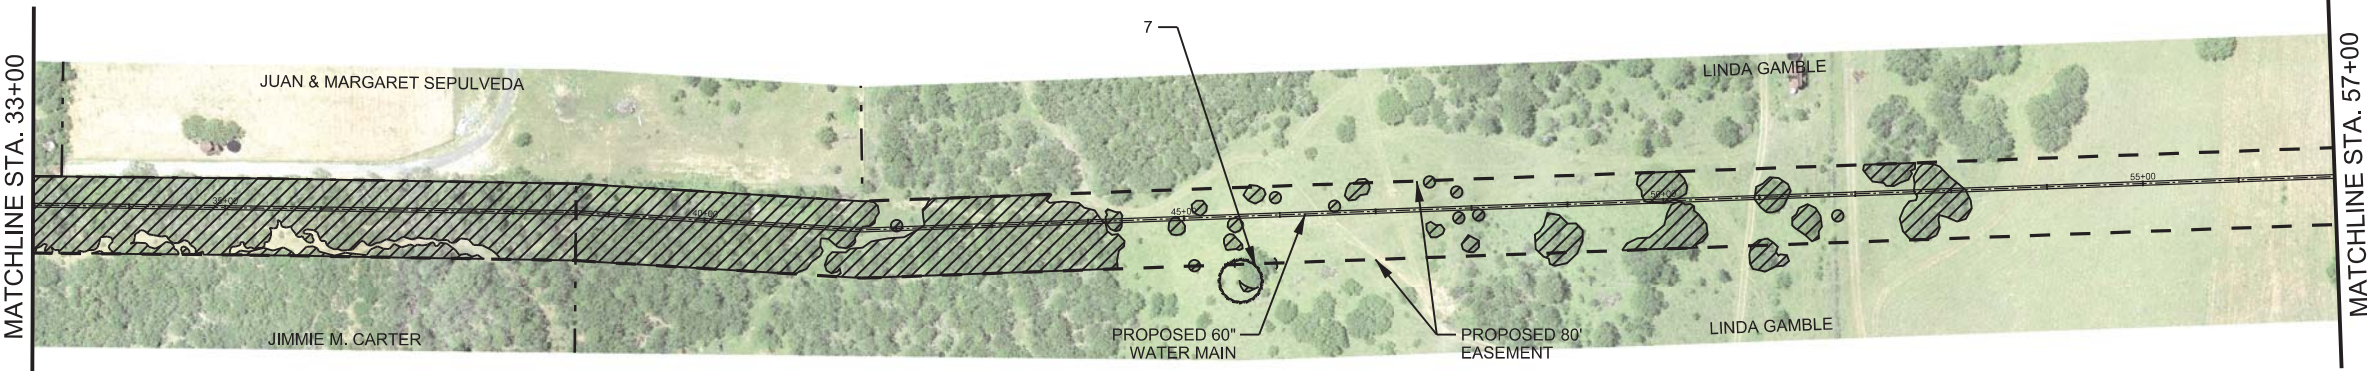 MATCHLINE STA. 33+00
7
JUAN & MARGARET SEPULVEDA
LINDA GAMBLE
MATCHLINE STA. 57+00
35+00
40+00
45+00
50+00
55+00
JIMMIE M. CARTER
PROPOSED 60"
WATER MAIN
PROPOSED 80'
EASEMENT
LINDA GAMBLE